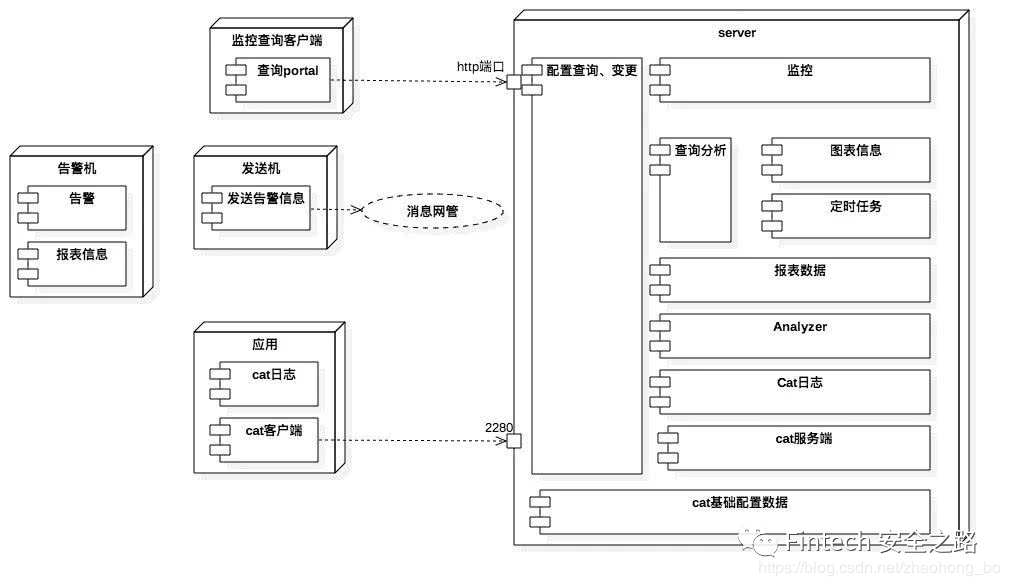 监控查询客户端
查询portal
http端口
告警机
告警
报表信息
发送机
发送告警信息
消息网管
应用
cat日志
cat客户端
2280
server
配置查询、变更
监控
查询分析
图表信息
定时任务
报表数据
Analyzer
Cat日志
cat服务端
cat基础配置数据
Fintech 安全之路
https://blog.csdn.net/zhaohong_bo